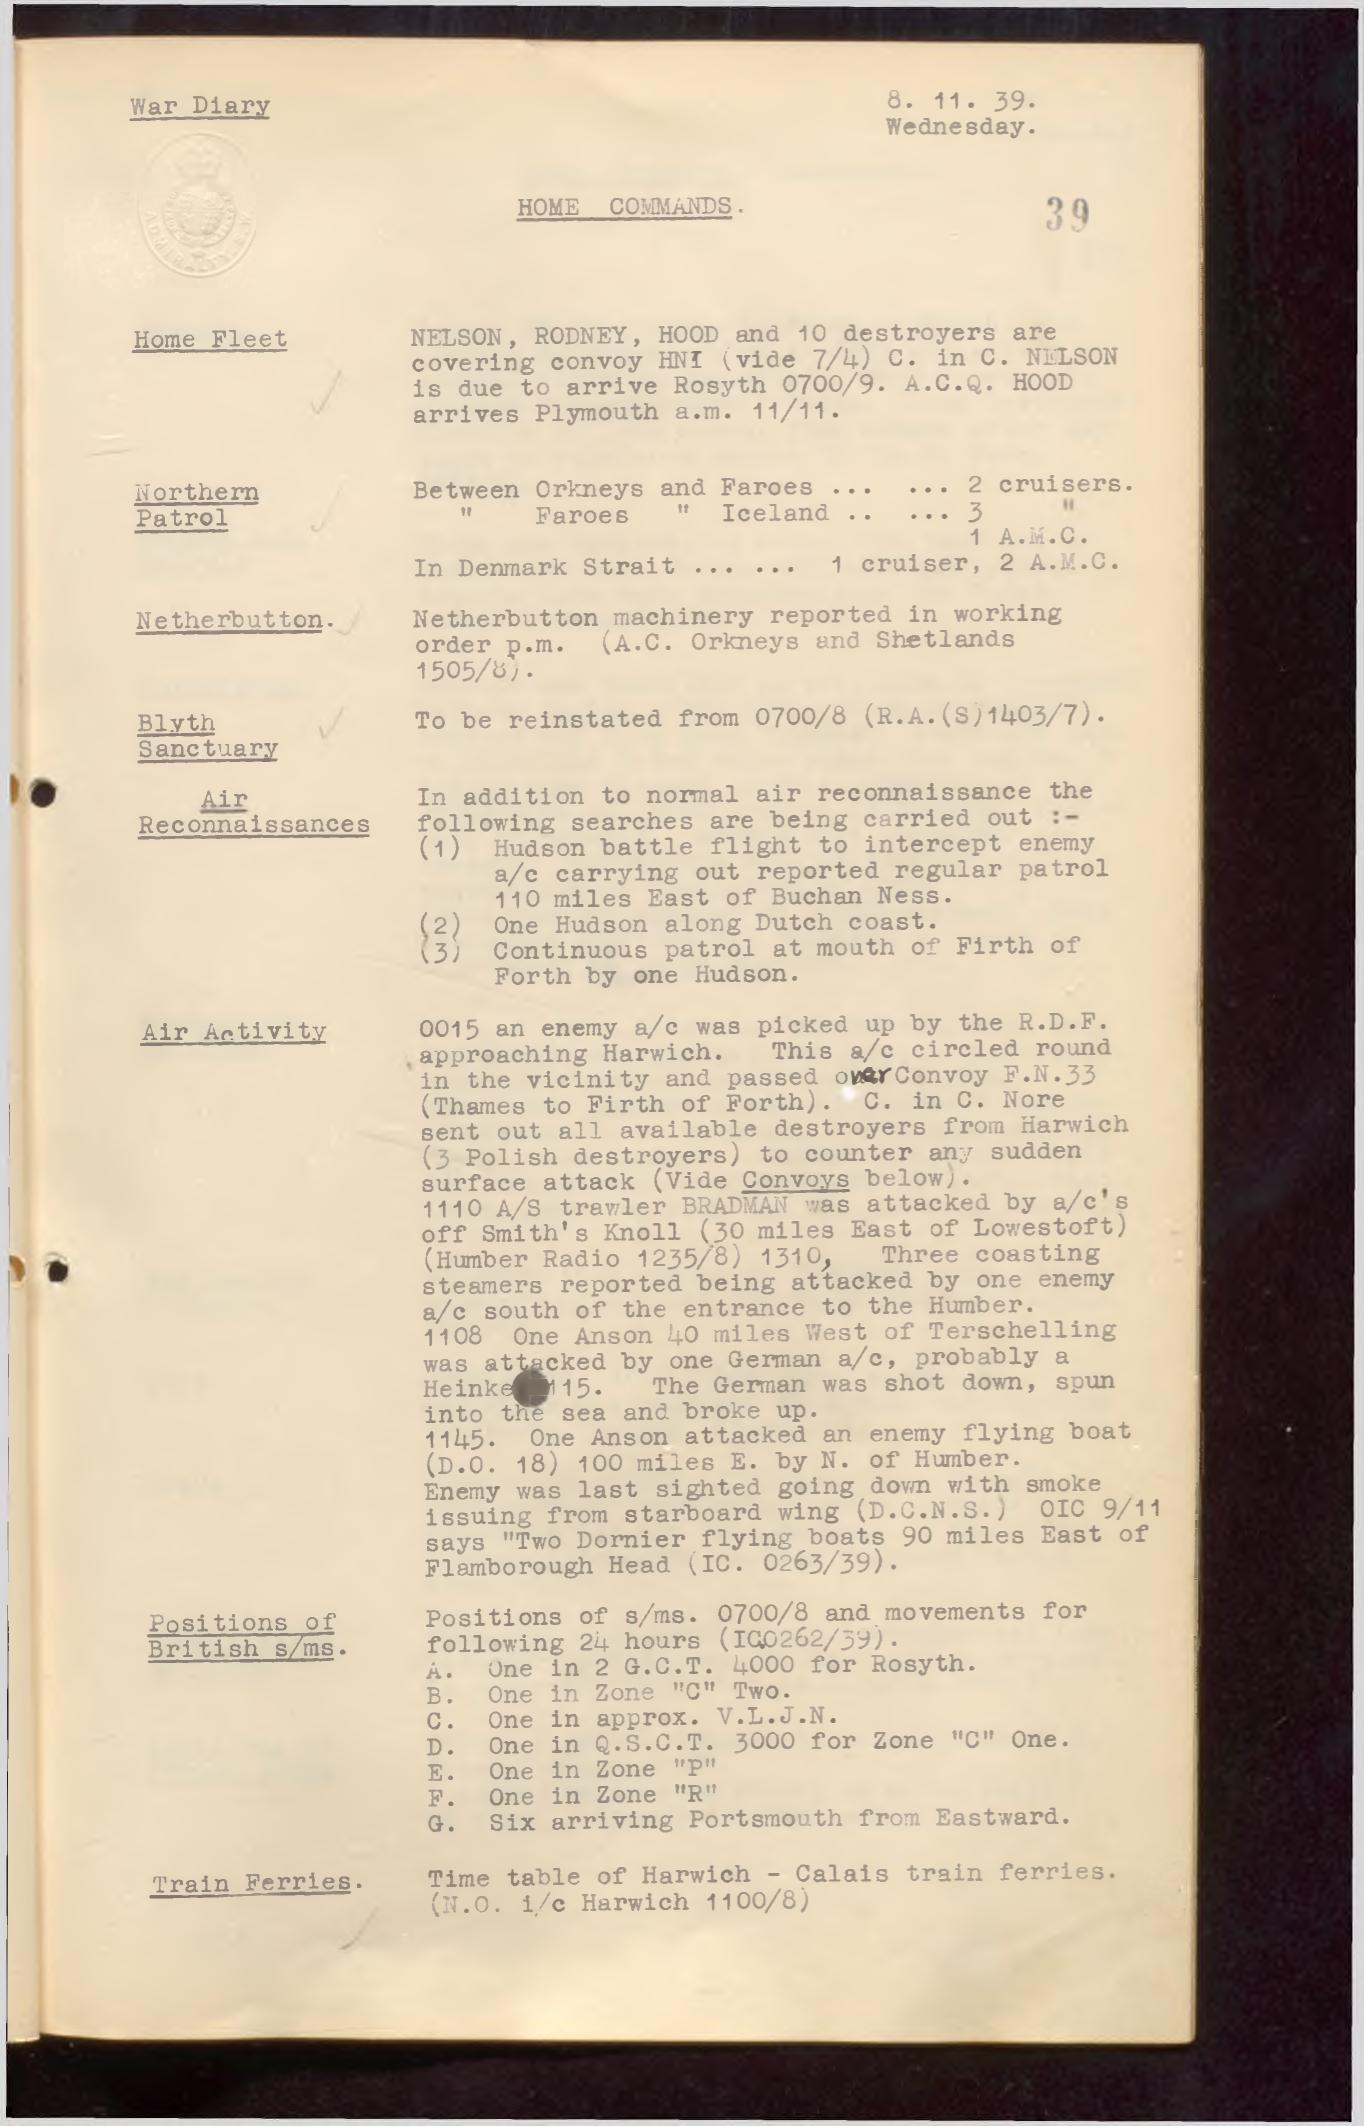 War Diary
8. 11. 39.
Wednesday.
ADMIRALTY
HOME COMMANDS.
39
Home Fleet
NELSON, RODNEY, HOOD and 10 destroyers are
covering convoy HNI (vide 7/4) C. in C. NELSON
is due to arrive Rosyth 0700/9. A.C.Q. HOOD
arrives Plymouth a.m. 11/11.
Northern
Patrol
Between Orkneys and Faroes ... ... 2 cruisers.
" Faroes " Iceland .. ... 3 "
1 A.M.C.
In Denmark Strait ... ... 1 cruiser, 2 A.M.C.
Netherbutton.
Netherbutton machinery reported in working
order p.m. (A.C. Orkneys and Shetlands
1505/8).
Blyth
Sanctuary
To be reinstated from 0700/8 (R.A.(S)1403/7).
Air
Reconnaissances
In addition to normal air reconnaissance the
following searches are being carried out :-
(1) Hudson battle flight to intercept enemy
a/c carrying out reported regular patrol
110 miles East of Buchan Ness.
(2) One Hudson along Dutch coast.
(3) Continuous patrol at mouth of Firth of
Forth by one Hudson.
Air Activity
0015 an enemy a/c was picked up by the R.D.F.
approaching Harwich. This a/c circled round
in the vicinity and passed over Convoy F.N.33
(Thames to Firth of Forth). C. in C. Nore
sent out all available destroyers from Harwich
(3 Polish destroyers) to counter any sudden
surface attack (Vide Convoys below).
1110 A/S trawler BRADMAN was attacked by a/c's
off Smith's Knoll (30 miles East of Lowestoft)
(Humber Radio 1235/8) 1310, Three coasting
steamers reported being attacked by one enemy
a/c south of the entrance to the Humber.
1108 One Anson 40 miles West of Terschelling
was attacked by one German a/c, probably a
Heinke 115. The German was shot down, spun
into the sea and broke up.
1145. One Anson attacked an enemy flying boat
(D.O. 18) 100 miles E. by N. of Humber.
Enemy was last sighted going down with smoke
issuing from starboard wing (D.C.N.S.) OIC 9/11
says "Two Dornier flying boats 90 miles East of
Flamborough Head (IC. 0263/39).
Positions of
British s/ms.
Positions of s/ms. 0700/8 and movements for
following 24 hours (IC.0262/39).
A. One in 2 G.C.T. 4000 for Rosyth.
B. One in Zone "C" Two.
C. One in approx. V.L.J.N.
D. One in Q.S.C.T. 3000 for Zone "C" One.
E. One in Zone "P"
F. One in Zone "R"
G. Six arriving Portsmouth from Eastward.
Train Ferries.
Time table of Harwich - Calais train ferries.
(N.O. i/c Harwich 1100/8)